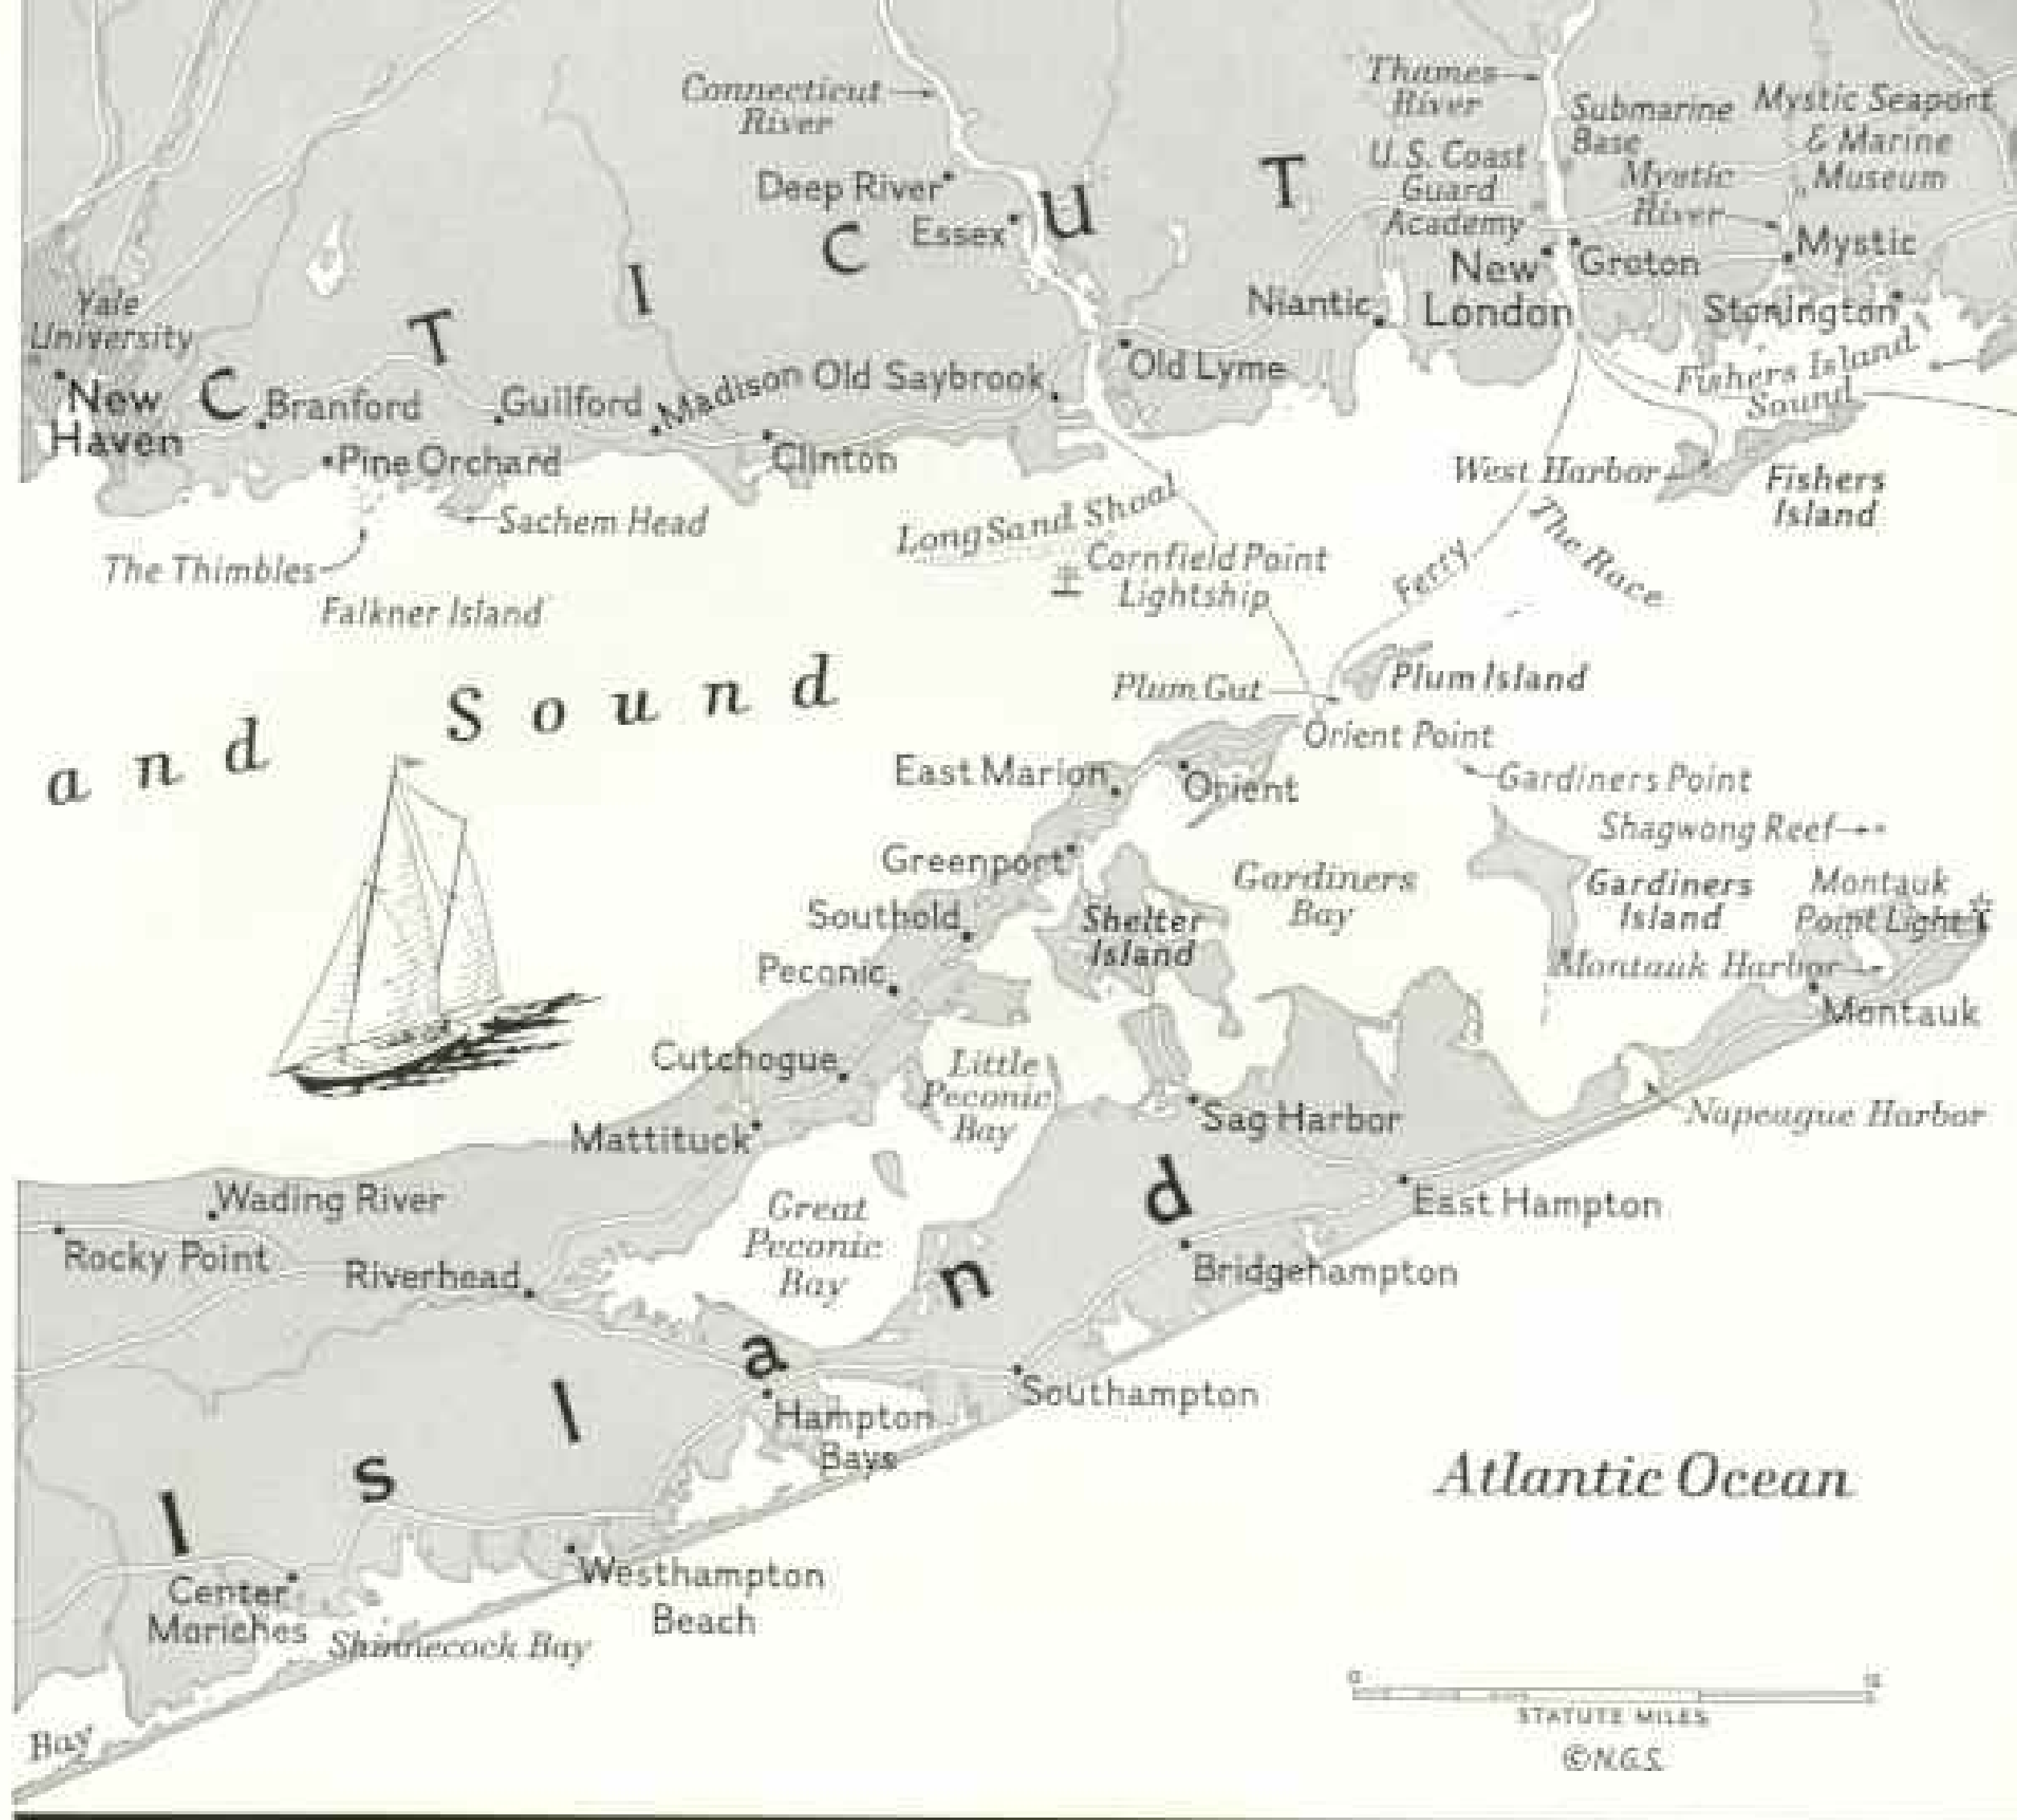 Connecticut
River
Thames
River
Submarine
Base
Mystic Seaport
& Marine
Museum
U.S. Coast
Guard
Academy
Mystic
River
Deep River
Essex
C T I C U T
Mystic
New
London
Groton
Niantic
Stonington
Yale
University
New
Haven
Branford
Guilford
Madison
Old Saybrook
Old Lyme
Fishers Island
Sound
Pine Orchard
Clinton
West Harbor
Fishers
Island
Sachem Head
Long Sand Shoal
The Race
The Thimbles
Cornfield Point
Lightship
Ferry
Falkner Island
and Sound
Plum Gut
Plum Island
Orient Point
East Marion
Orient
Gardiners Point
Shagwong Reef
Greenport
Gardiners
Bay
Gardiners
Island
Montauk
Point Light
Southold
Shelter
Island
Peconic
Montauk Harbor
Montauk
Cutchogue
Little
Peconic
Bay
Sag Harbor
Napeague Harbor
Mattituck
Wading River
Great
Peconic
Bay
East Hampton
Rocky Point
Riverhead
Bridgehampton
Island
Southampton
Hampton
Bays
Atlantic Ocean
Center
Moriches
Westhampton
Beach
Shinnecock Bay
Bay
0
STATUTE MILES
©N.G.S.